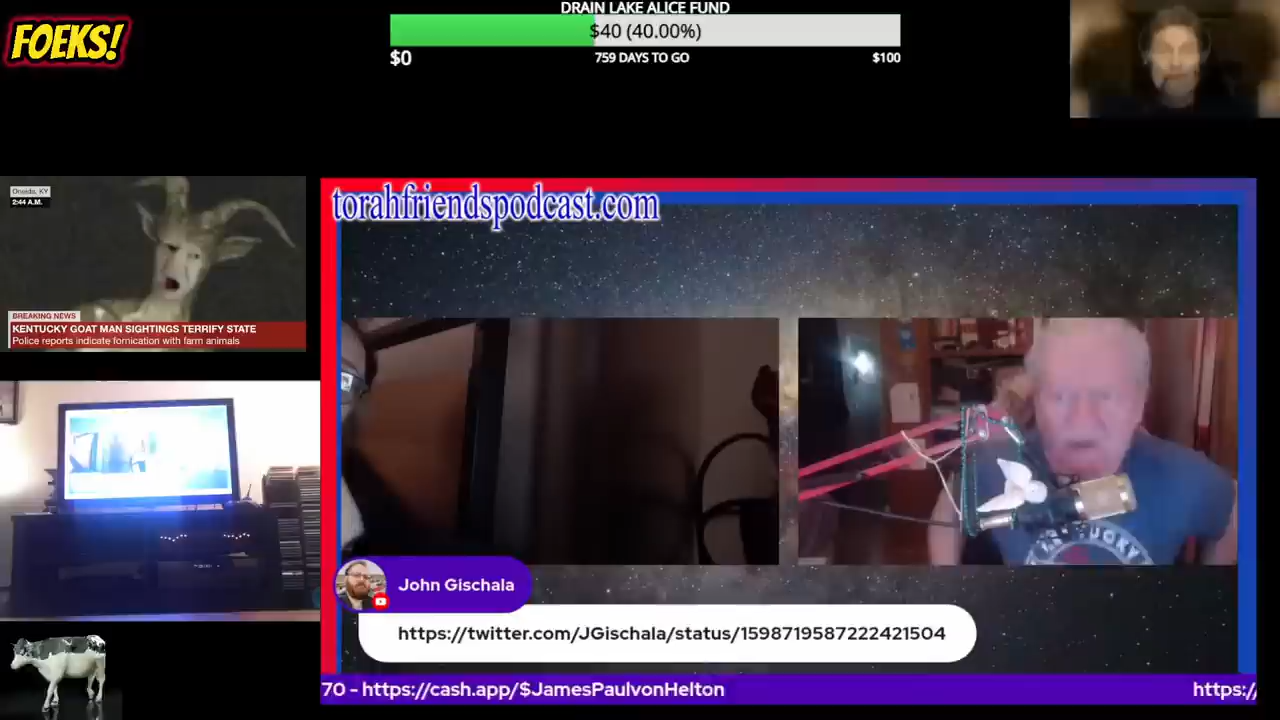 FOEKS!
DRAIN LAKE ALICE FUND
$40 (40.00%)
$0
759 DAYS TO GO
$100
Oneida, KY
2:44 A.M.
BREAKING NEWS
KENTUCKY GOAT MAN SIGHTINGS TERRIFY STATE
Police reports indicate fornication with farm animals
torahfriendspodcast.com
John Gischala
https://twitter.com/JGischala/status/1598719587222421504
70 - https://cash.app/$JamesPaulvonHelton
https:/